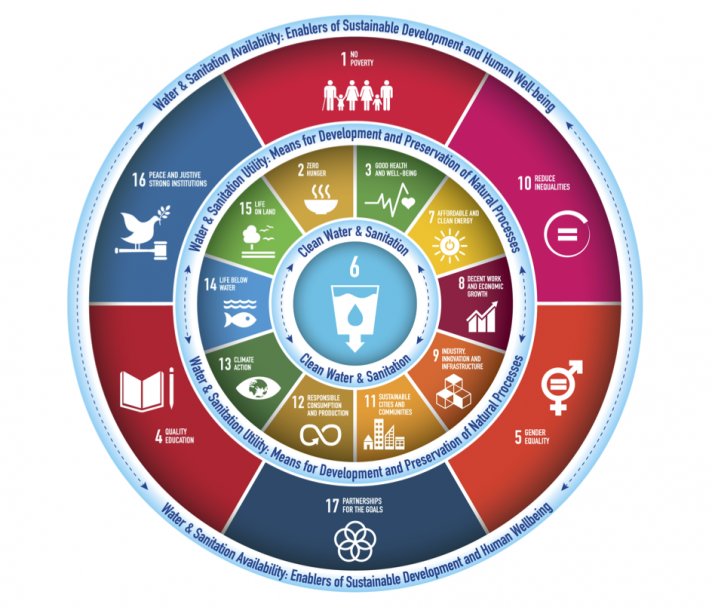 Water & Sanitation Availability: Enablers of Sustainable Development and Human Well-being
1 NO
POVERTY
10 REDUCE
INEQUALITIES
5 GENDER
EQUALITY
17 PARTNERSHIPS
FOR THE GOALS
4 QUALITY
EDUCATION
16 PEACE AND JUSTIVE
STRONG INSTITUTIONS
Water & Sanitation Utility: Means for Development and Preservation of Natural Processes
2 ZERO
HUNGER
3 GOOD HEALTH
AND WELL-BEING
7 AFFORDABLE AND
CLEAN ENERGY
8 DECENT WORK
AND ECONOMIC
GROWTH
9 INDUSTRY,
INNOVATION AND
INFRASTRUCTURE
11 SUSTAINABLE
CITIES AND
COMMUNITIES
12 RESPONSIBLE
CONSUMPTION
AND PRODUCTION
13 CLIMATE
ACTION
14 LIFE BELOW
WATER
15 LIFE
ON LAND
Clean Water & Sanitation
6
Clean Water & Sanitation
Water & Sanitation Utility: Means for Development and Preservation of Natural Processes
Water & Sanitation Availability: Enablers of Sustainable Development and Human Wellbeing